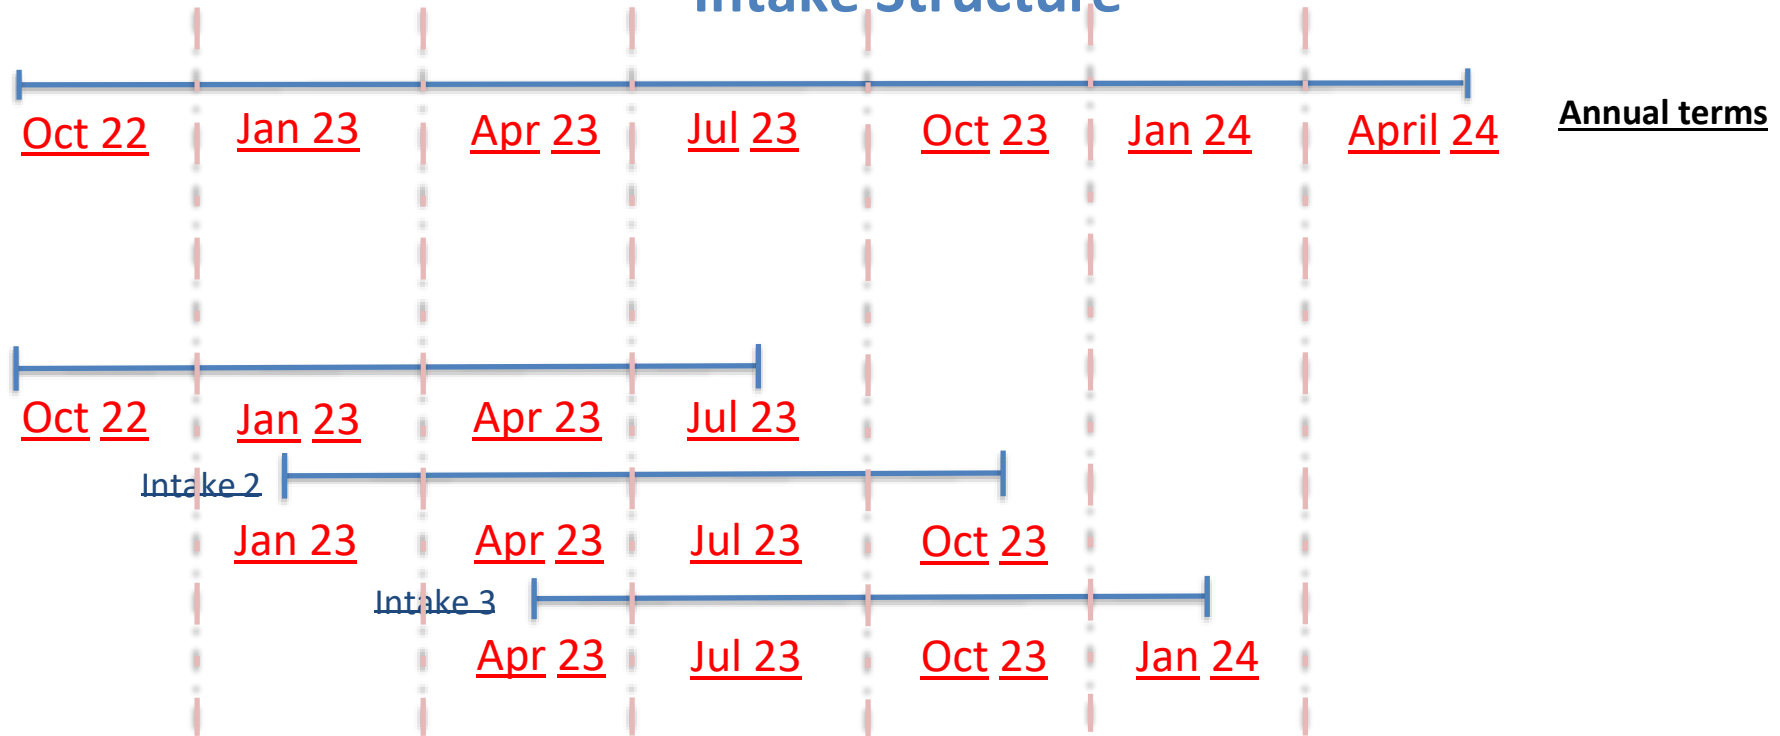 Intake Structure
Oct 22 Jan 23 Apr 23 Jul 23 Oct 23 Jan 24 April 24 Annual terms
Oct 22 Jan 23 Apr 23 Jul 23
Intake 2
Jan 23 Apr 23 Jul 23 Oct 23
Intake 3
Apr 23 Jul 23 Oct 23 Jan 24